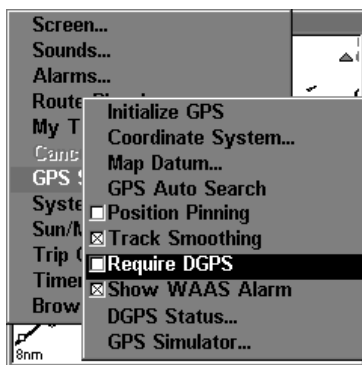 Screen...
Sounds...
Alarms...
Route
My T
Canc
GPS S
Syste
Sun/M
Trip
Timer
Brow
Initialize GPS
Coordinate System...
Map Datum...
GPS Auto Search
Position Pinning
Track Smoothing
Require DGPS
Show WAAS Alarm
DGPS Status...
GPS Simulator...
8nm